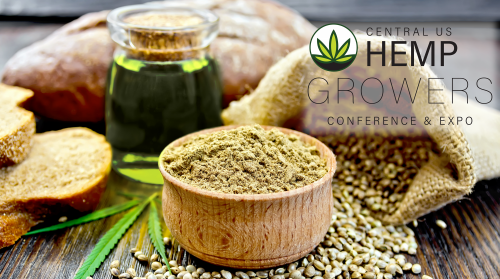 CENTRAL US
HEMP
GROWERS
CONFERENCE & EXPO